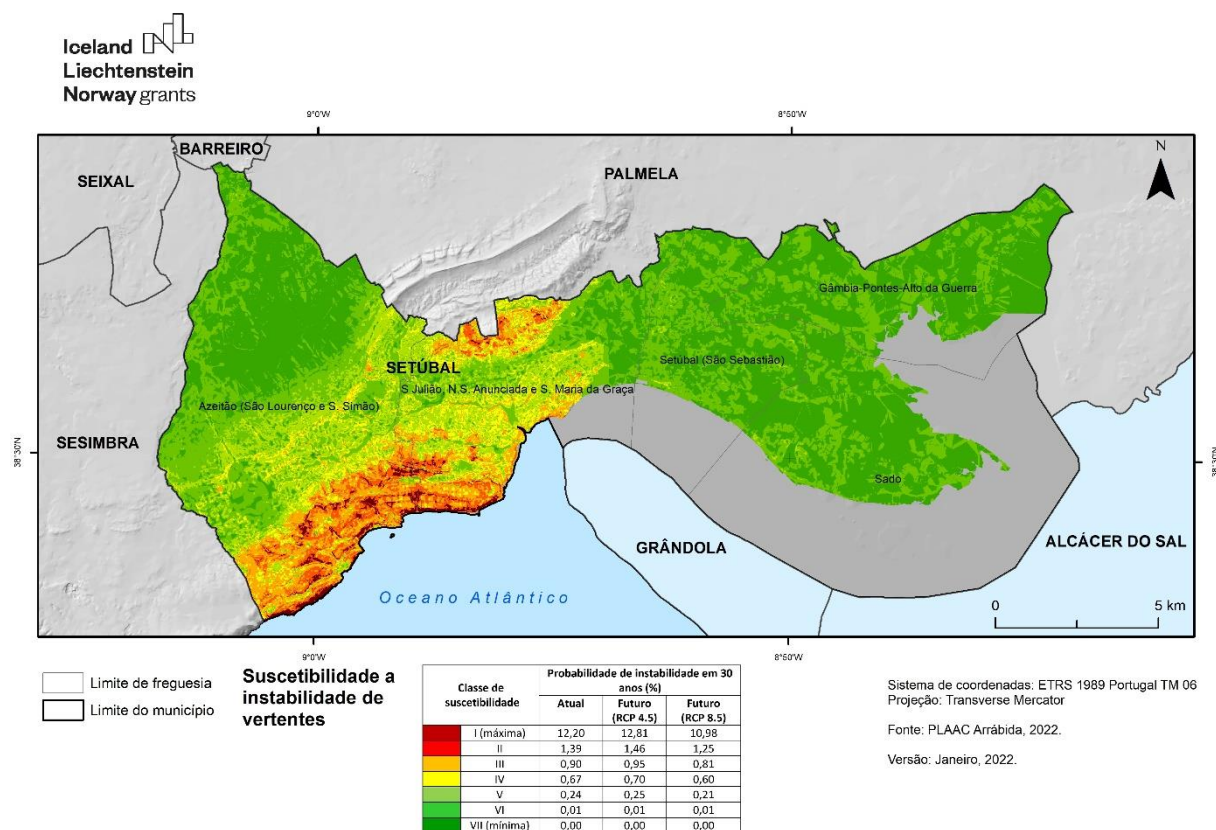 Iceland
Liechtenstein
Norway grants
9°0'W
8°50'W
BARREIRO
SEIXAL
PALMELA
N
Gâmbia-Pontes-Alto da Guerra
SETÚBAL
Setúbal (São Sebastião)
S Julião, N.S. Anunciada e S. Maria da Graça
Azeitão (São Lourenço e S. Simão)
SESIMBRA
38°30'N
38°30'N
Sado
GRÂNDOLA
ALCÁCER DO SAL
Oceano Atlântico
0 5 km
9°0'W
8°50'W
Limite de freguesia
Limite do município
Suscetibilidade a
instabilidade de
vertentes
Classe de
suscetibilidade
Probabilidade de instabilidade em 30
anos (%)
Atual Futuro Futuro
(RCP 4.5) (RCP 8.5)
I (máxima) 12,20 12,81 10,98
II 1,39 1,46 1,25
III 0,90 0,95 0,81
IV 0,67 0,70 0,60
V 0,24 0,25 0,21
VI 0,01 0,01 0,01
VII (mínima) 0,00 0,00 0,00
Sistema de coordenadas: ETRS 1989 Portugal TM 06
Projeção: Transverse Mercator
Fonte: PLAAC Arrábida, 2022.
Versão: Janeiro, 2022.